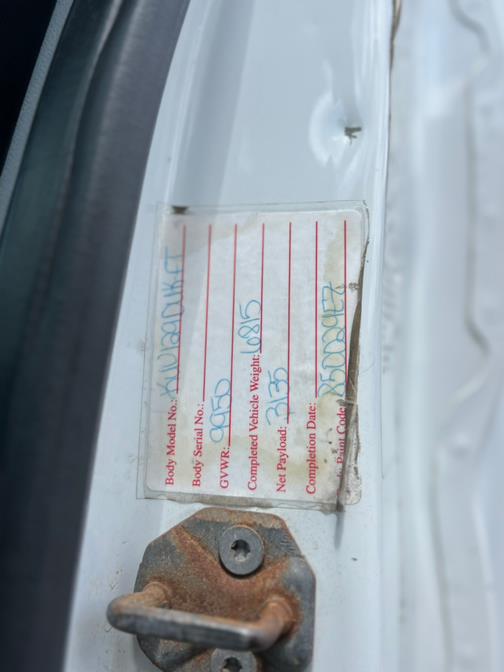 Body Model No.: KUV129D1KFT
Body Serial No.:
GVWR: 9950
Completed Vehicle Weight: 6815
Net Payload: 3135
Completion Date:
Paint Code: